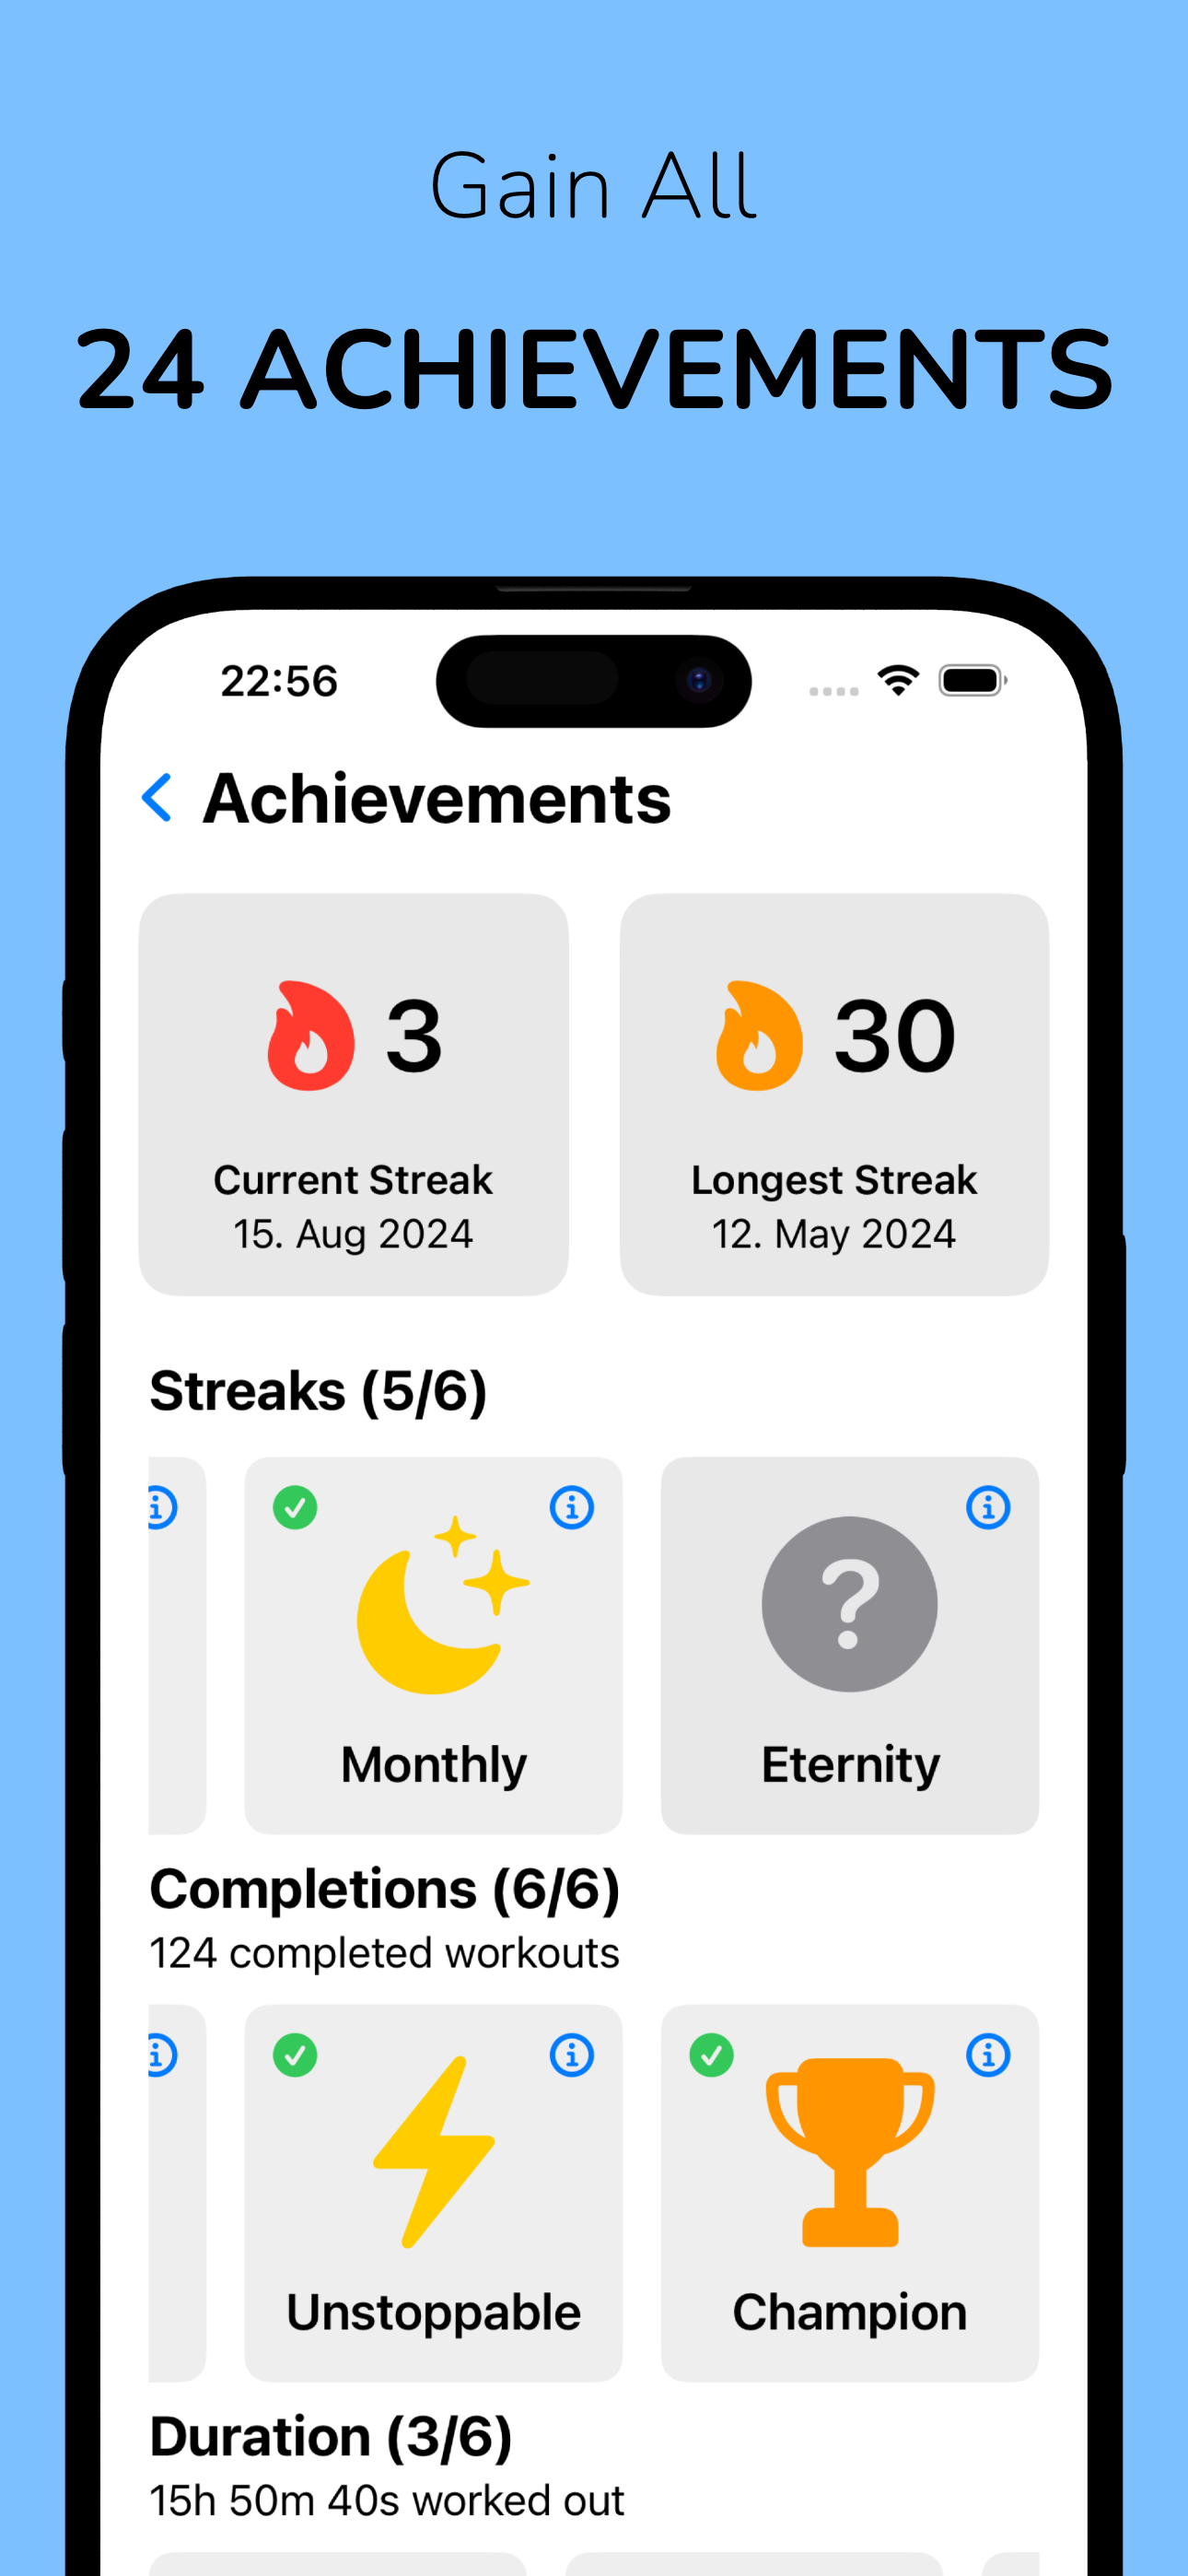 Gain All
24 ACHIEVEMENTS
22:56
Achievements
3
30
Current Streak
15. Aug 2024
Longest Streak
12. May 2024
Streaks (5/6)
Monthly
?
Eternity
Completions (6/6)
124 completed workouts
Unstoppable
Champion
Duration (3/6)
15h 50m 40s worked out